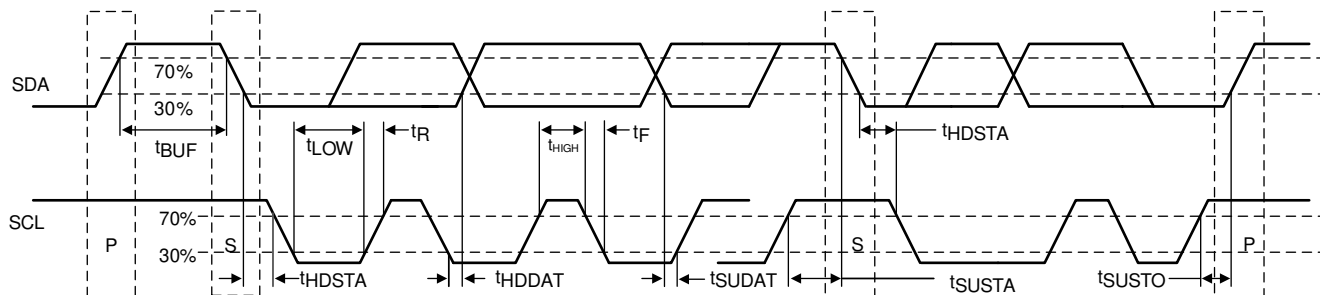 SDA
70%
30%
tBUF
tLOW
tR
tHIGH
tF
tHDSTA
SCL
70%
30%
P
S
S
P
tHDSTA
tHDDAT
tSUDAT
tSUSTA
tSUSTO